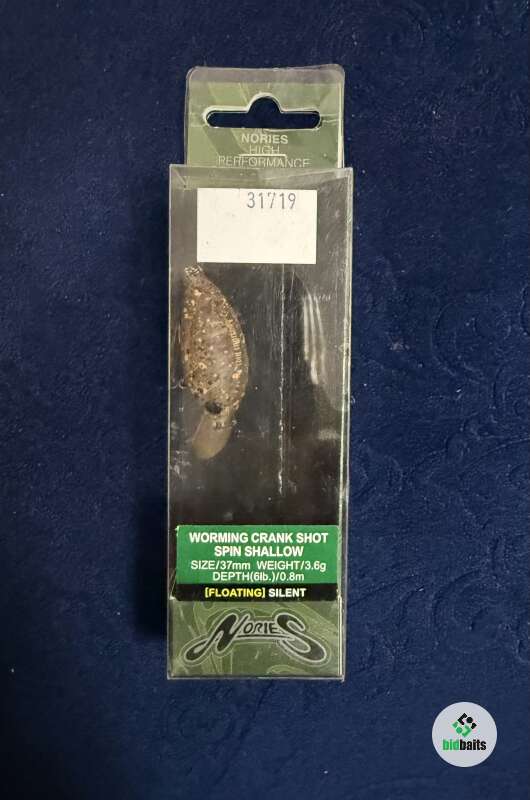 NORIES
HIGH
PERFORMANCE
31719
WORMING CRANK SHOT
SPIN SHALLOW
SIZE/37mm WEIGHT/3.6g
DEPTH(6lb.)/0.8m
[FLOATING] SILENT
NORIES
bidbaits